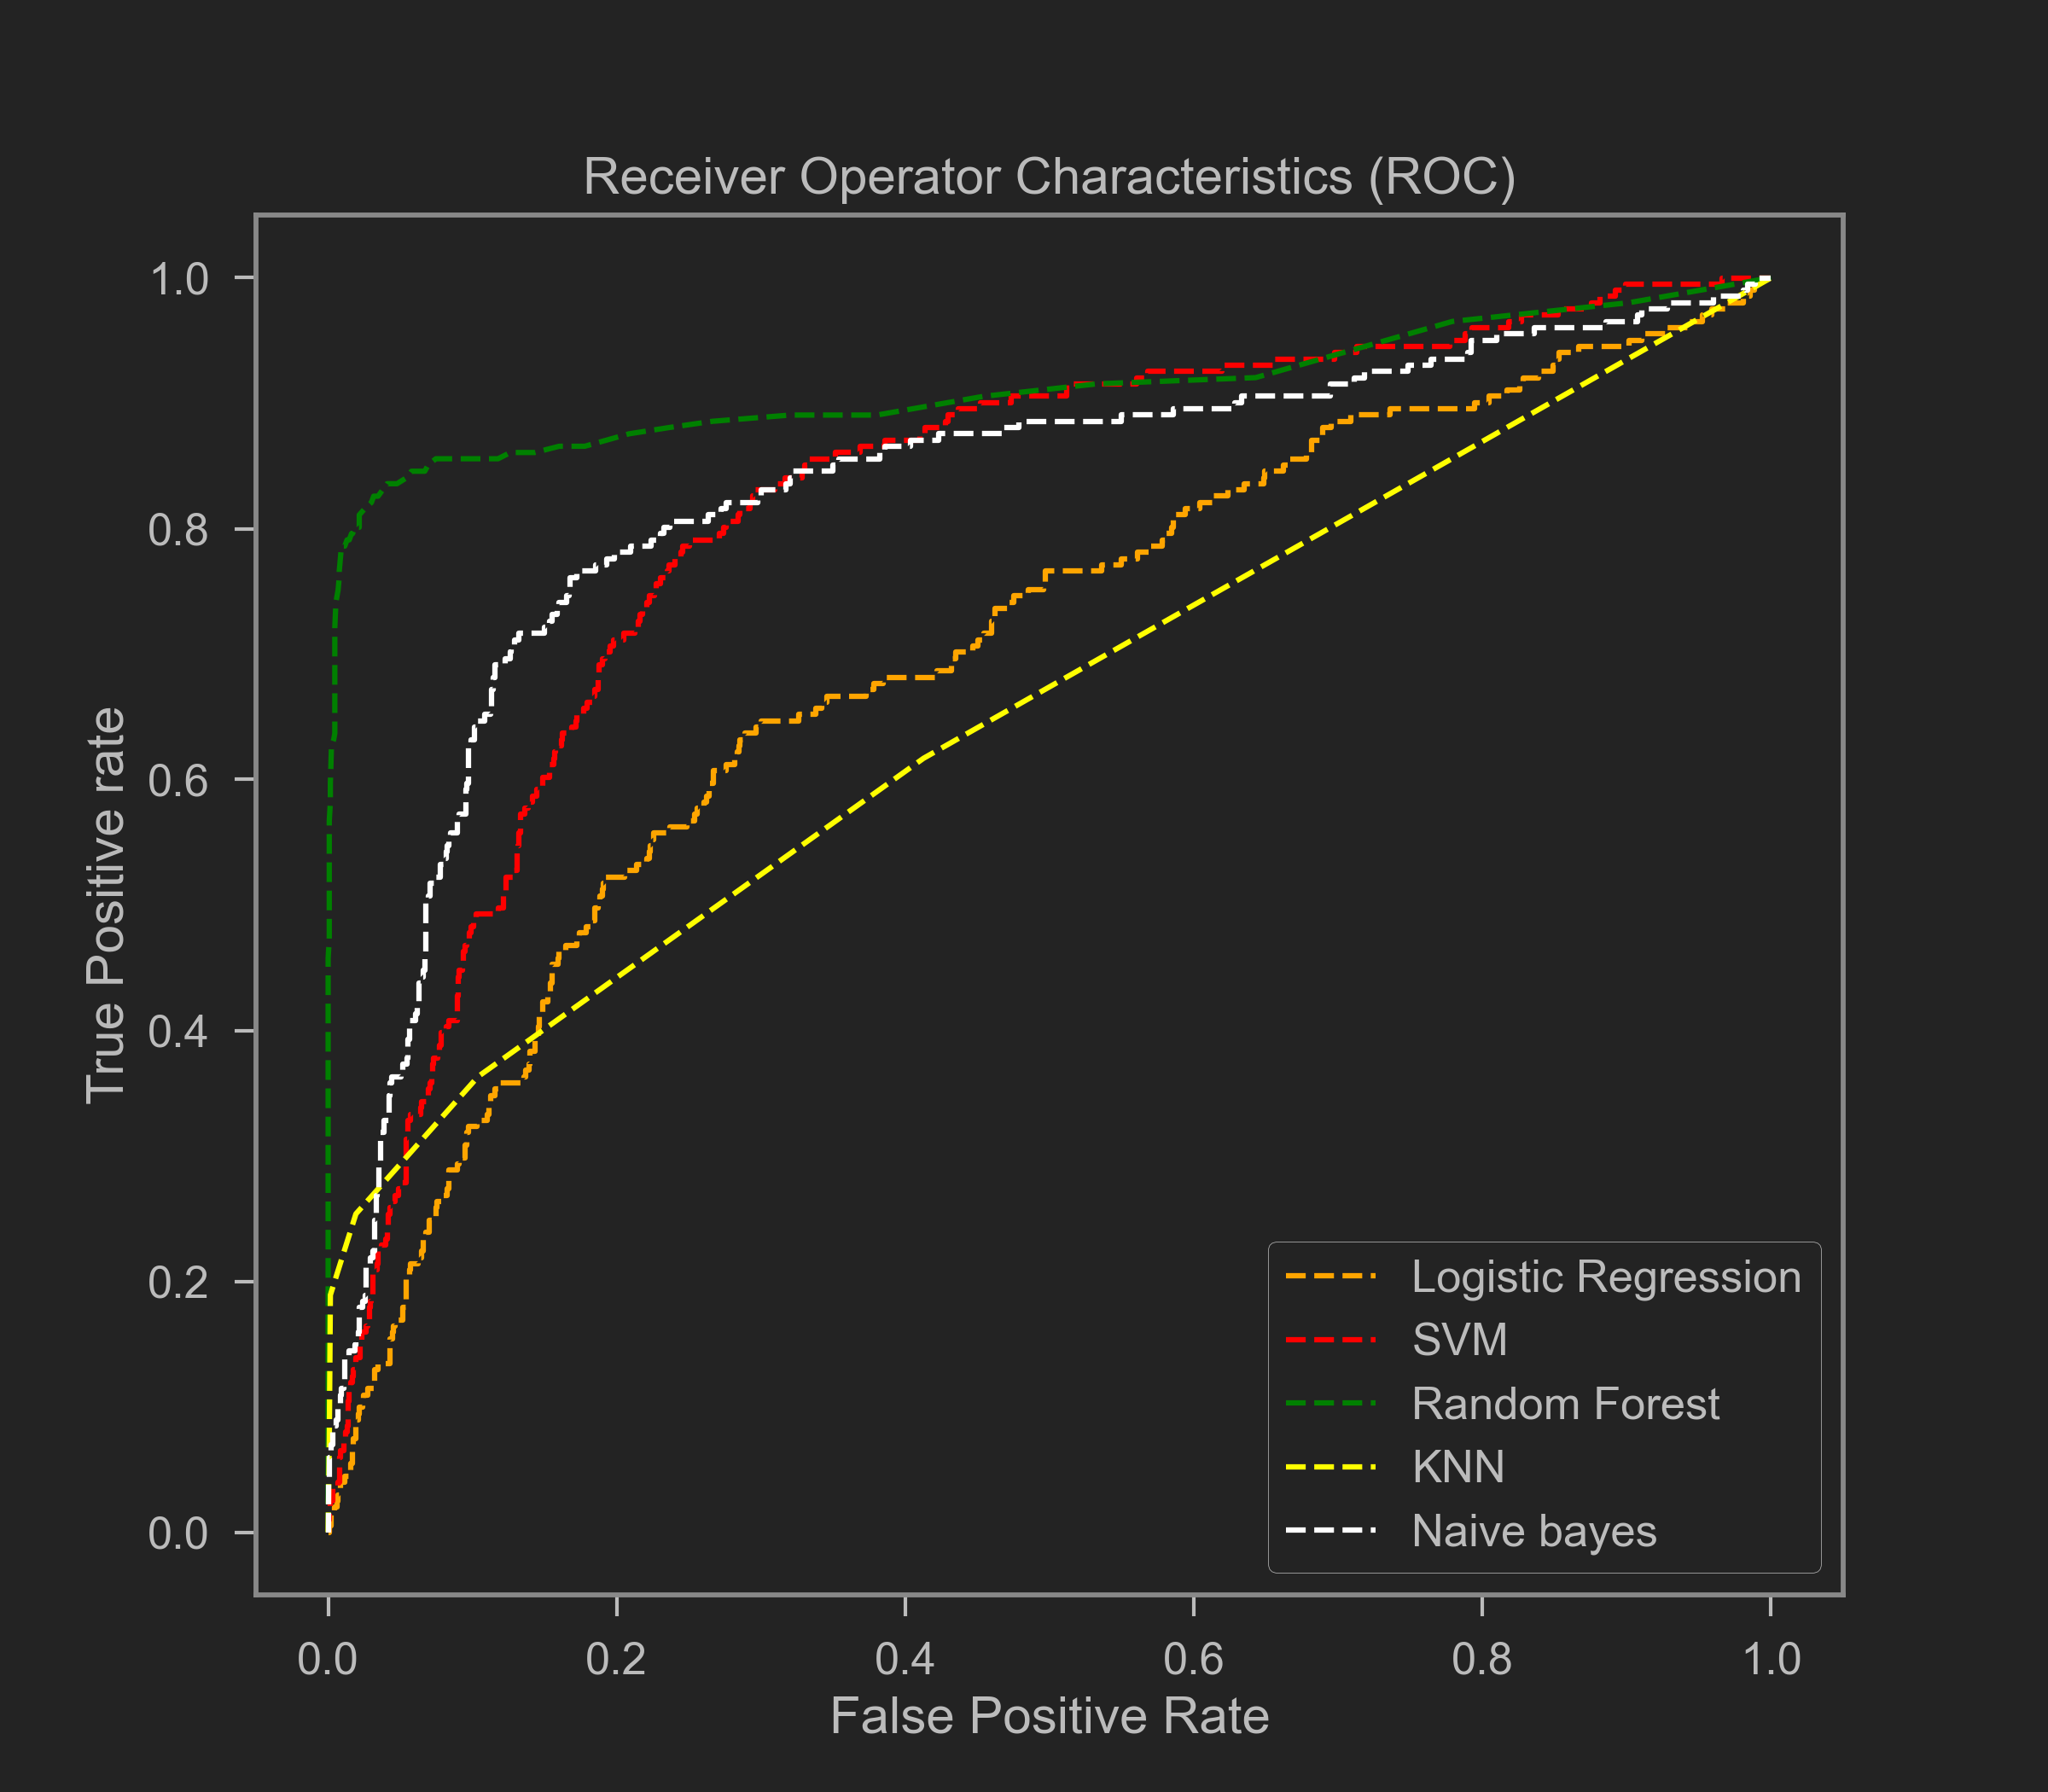 Receiver Operator Characteristics (ROC)
1.0
0.8
0.6
0.4
0.2
0.0
True Positive rate
0.0 0.2 0.4 0.6 0.8 1.0
False Positive Rate
Logistic Regression
SVM
Random Forest
KNN
Naive bayes